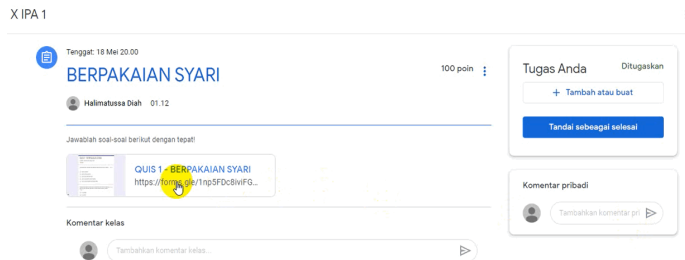 X IPA 1
Tenggat: 18 Mei 20.00
BERPAKAIAN SYARI
100 poin
Halimatussa Diah 01.12
Jawablah soal-soal berikut dengan tepat!
QUIS 1 - BERPAKAIAN SYARI
https://forms.gle/1np5FDc8iviFG...
Komentar kelas
Tambahkan komentar kelas...
Tugas Anda
Ditugaskan
+ Tambah atau buat
Tandai sebeagai selesai
Komentar pribadi
Tambahkan komentar pri